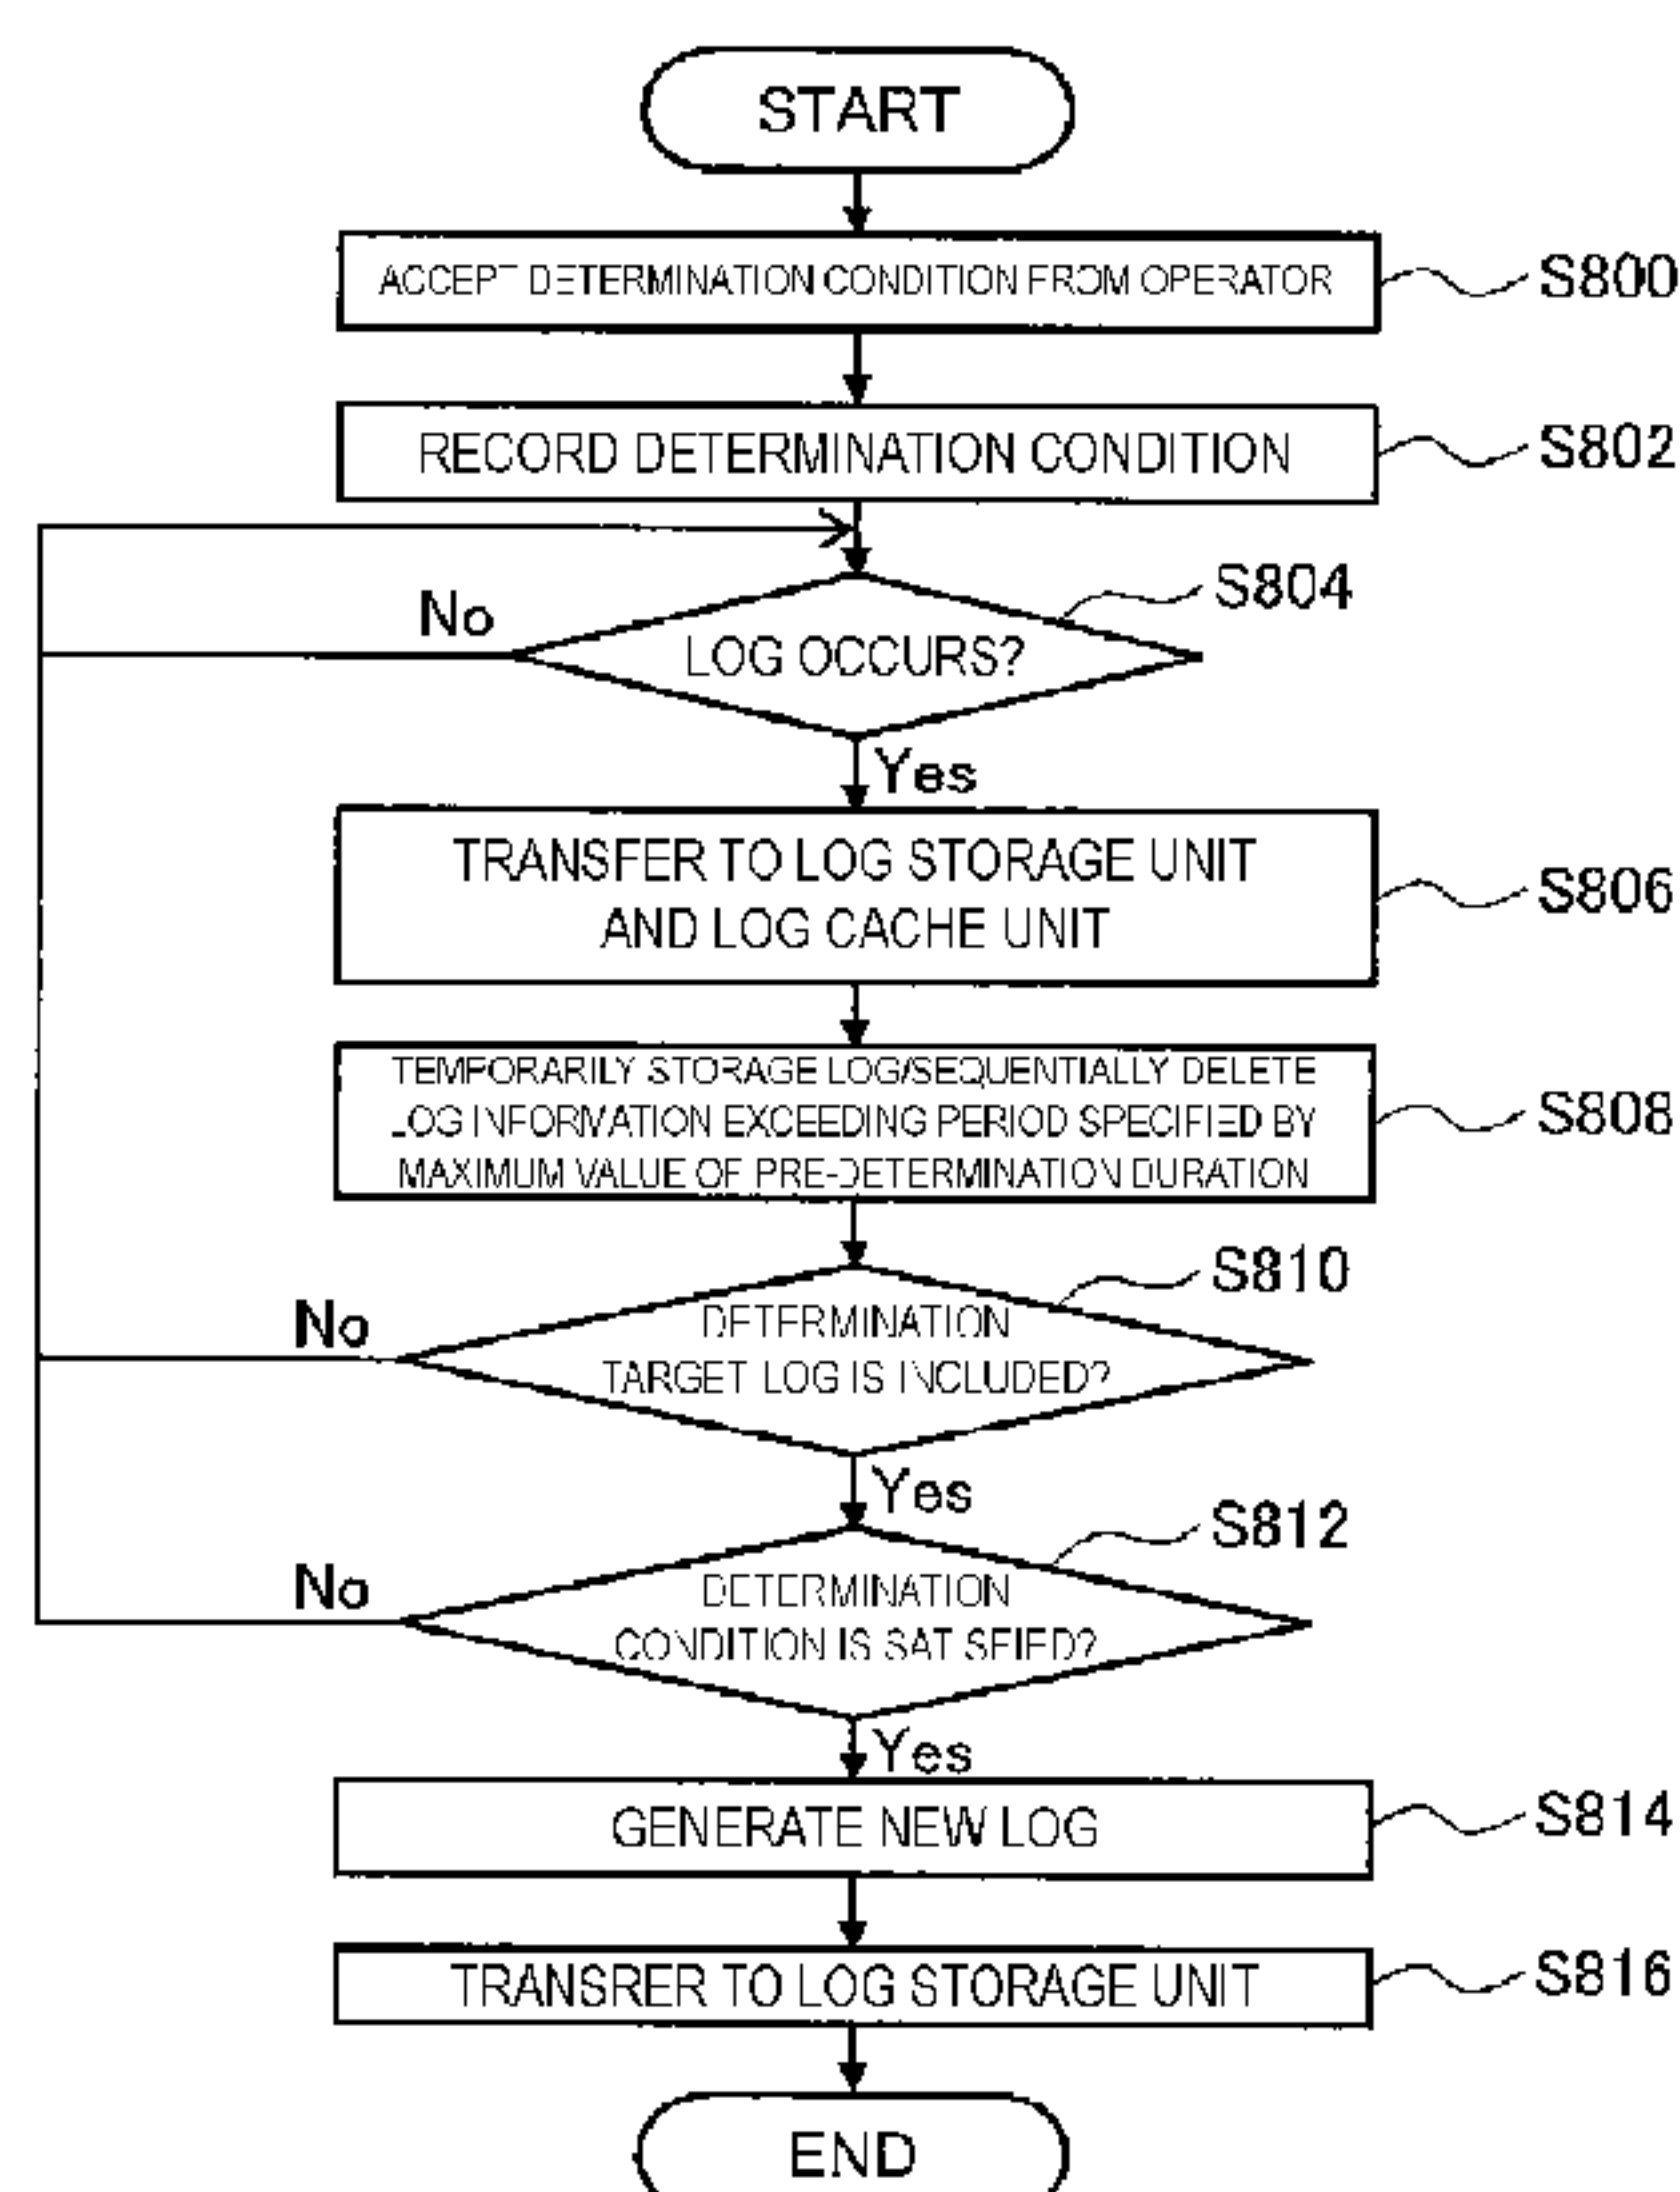 START
ACCEPT DETERMINATION CONDITION FROM OPERATOR
S800
RECORD DETERMINATION CONDITION
S802
S804
No
LOG OCCURS?
Yes
TRANSFER TO LOG STORAGE UNIT
AND LOG CACHE UNIT
S806
TEMPORARILY STORAGE LOG/SEQUENTIALLY DELETE
LOG INFORMATION EXCEEDING PERIOD SPECIFIED BY
MAXIMUM VALUE OF PRE-DETERMINATION DURATION
S808
S810
No
DETERMINATION
TARGET LOG IS INCLUDED?
Yes
S812
No
DETERMINATION
CONDITION IS SATISFIED?
Yes
GENERATE NEW LOG
S814
TRANSRER TO LOG STORAGE UNIT
S816
END